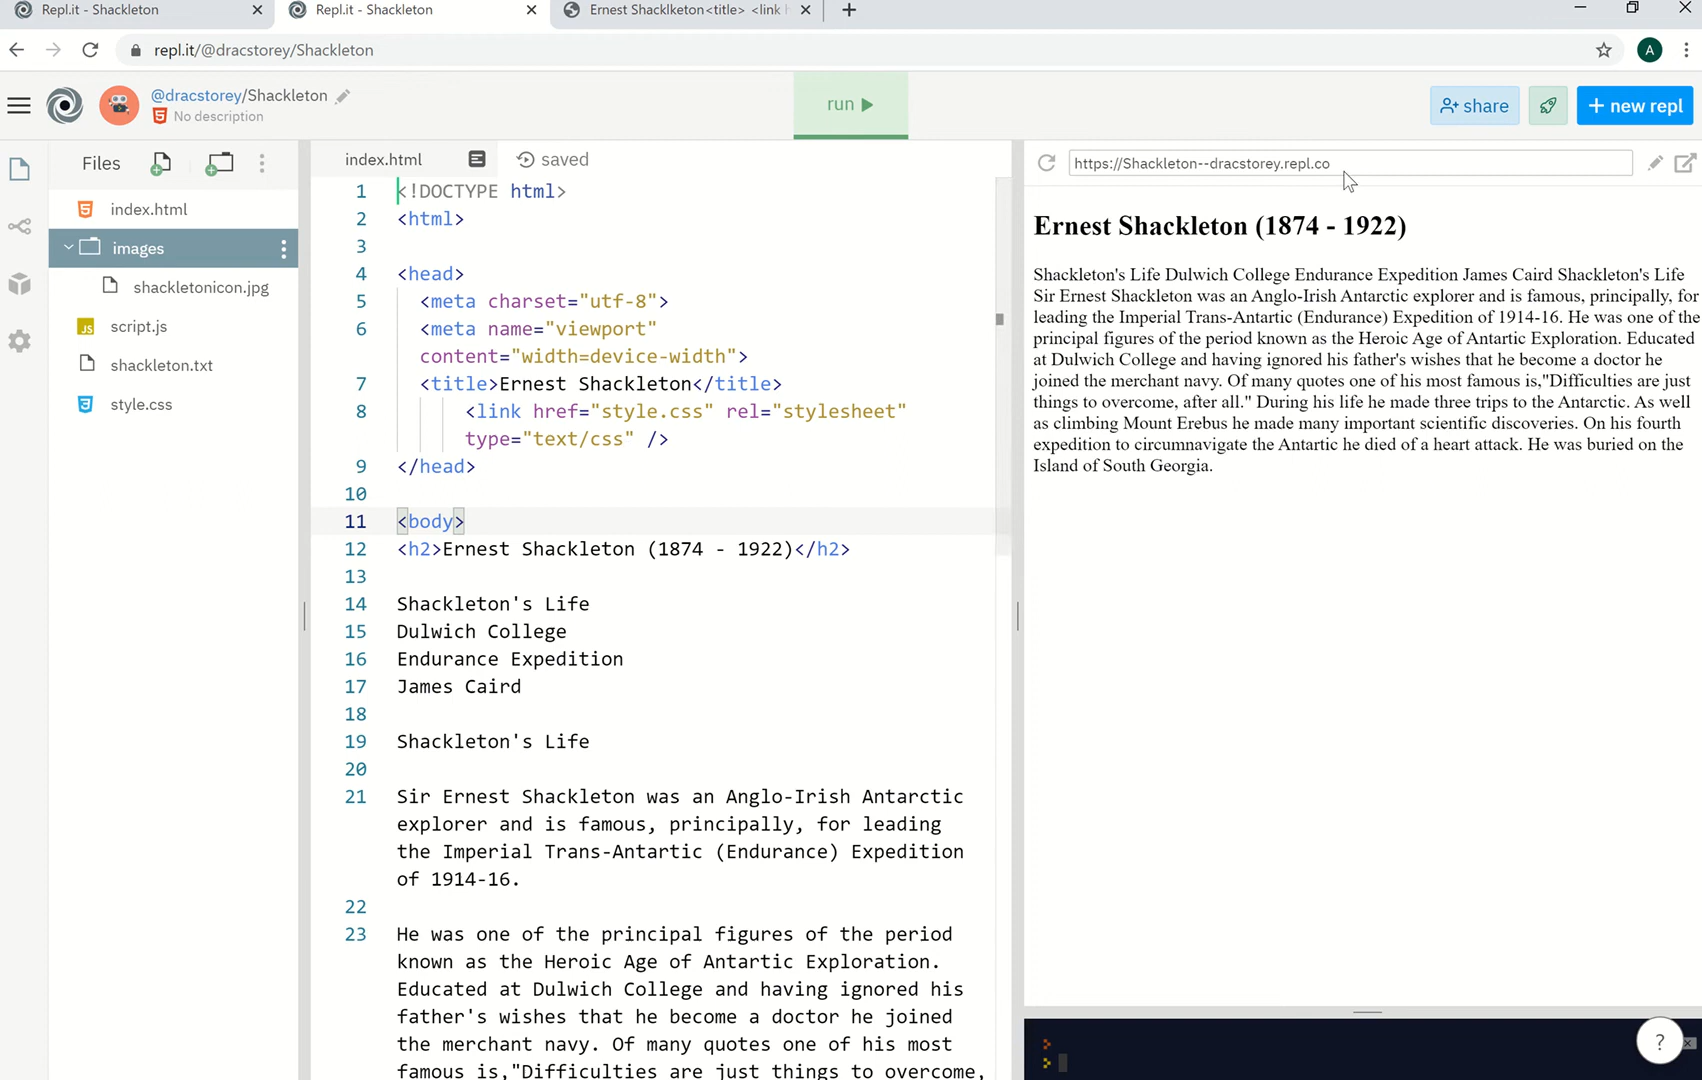 Repl.it - Shackleton
Repl.it - Shackleton
Ernest Shacklketon<title> <link h
repl.it/@dracstorey/Shackleton
A
@dracstorey/Shackleton
No description
run
share
+ new repl
Files
index.html
images
shackletonicon.jpg
script.js
shackleton.txt
style.css
index.html
saved
1 <!DOCTYPE html>
2 <html>
3
4 <head>
5 <meta charset="utf-8">
6 <meta name="viewport"
content="width=device-width">
7 <title>Ernest Shackleton</title>
8 <link href="style.css" rel="stylesheet"
type="text/css" />
9 </head>
10
11 <body>
12 <h2>Ernest Shackleton (1874 - 1922)</h2>
13
14 Shackleton's Life
15 Dulwich College
16 Endurance Expedition
17 James Caird
18
19 Shackleton's Life
20
21 Sir Ernest Shackleton was an Anglo-Irish Antarctic
explorer and is famous, principally, for leading
the Imperial Trans-Antartic (Endurance) Expedition
of 1914-16.
22
23 He was one of the principal figures of the period
known as the Heroic Age of Antartic Exploration.
Educated at Dulwich College and having ignored his
father's wishes that he become a doctor he joined
the merchant navy. Of many quotes one of his most
famous is,"Difficulties are just things to overcome,
https://Shackleton--dracstorey.repl.co
Ernest Shackleton (1874 - 1922)
Shackleton's Life Dulwich College Endurance Expedition James Caird Shackleton's Life
Sir Ernest Shackleton was an Anglo-Irish Antarctic explorer and is famous, principally, for
leading the Imperial Trans-Antartic (Endurance) Expedition of 1914-16. He was one of the
principal figures of the period known as the Heroic Age of Antartic Exploration. Educated
at Dulwich College and having ignored his father's wishes that he become a doctor he
joined the merchant navy. Of many quotes one of his most famous is,"Difficulties are just
things to overcome, after all." During his life he made three trips to the Antarctic. As well
as climbing Mount Erebus he made many important scientific discoveries. On his fourth
expedition to circumnavigate the Antartic he died of a heart attack. He was buried on the
Island of South Georgia.
>
>
?